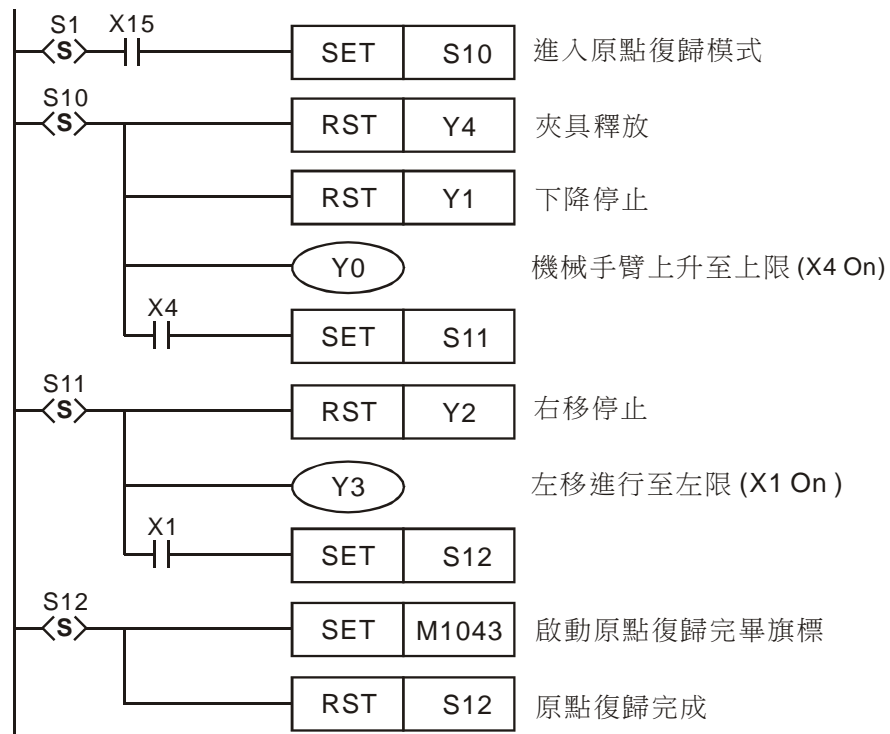 S1 X15
S SET S10 進入原點復歸模式
S10
S RST Y4 夾具釋放
RST Y1 下降停止
Y0 機械手臂上升至上限 (X4 On)
X4
SET S11
S11
S RST Y2 右移停止
Y3 左移進行至左限 (X1 On )
X1
SET S12
S12
S SET M1043 啟動原點復歸完畢旗標
RST S12 原點復歸完成